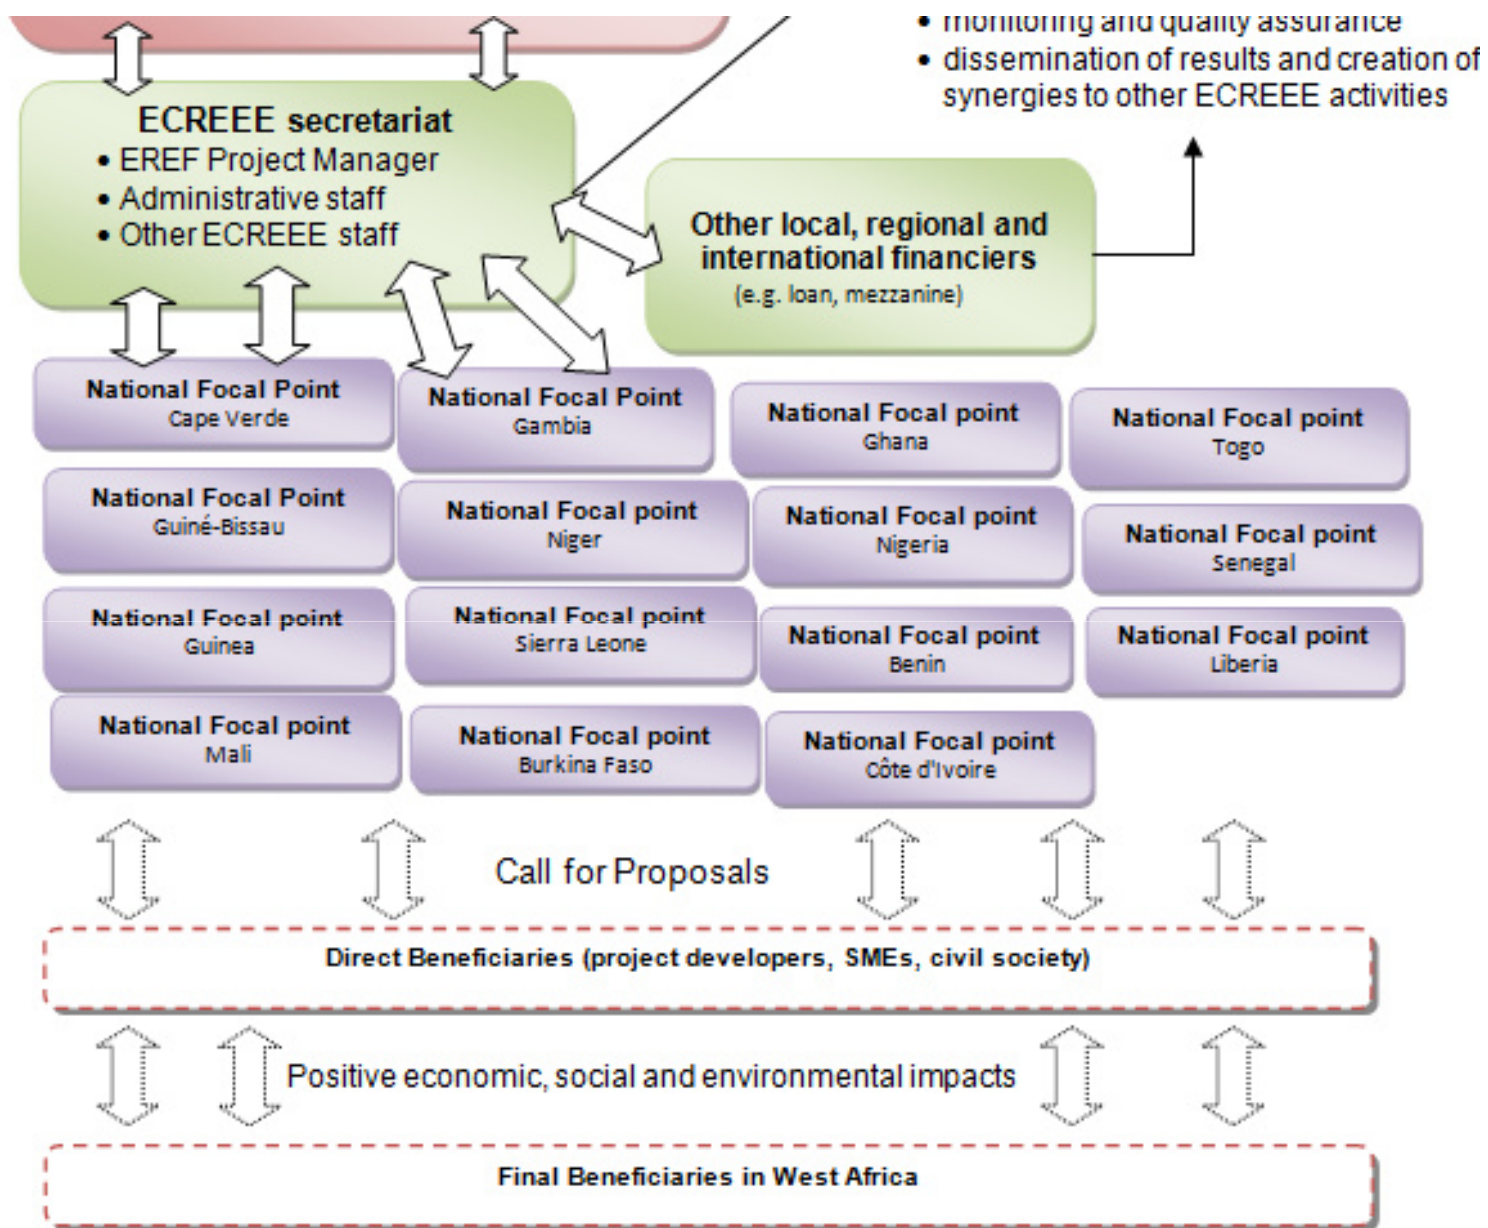 • monitoring and quality assurance
• dissemination of results and creation of
synergies to other ECREEE activities
ECREEE secretariat
• EREF Project Manager
• Administrative staff
• Other ECREEE staff
Other local, regional and
international financiers
(e.g. loan, mezzanine)
National Focal Point
Cape Verde
National Focal Point
Gambia
National Focal point
Ghana
National Focal point
Togo
National Focal Point
Guiné-Bissau
National Focal point
Niger
National Focal point
Nigeria
National Focal point
Senegal
National Focal point
Guinea
National Focal point
Sierra Leone
National Focal point
Benin
National Focal point
Liberia
National Focal point
Mali
National Focal point
Burkina Faso
National Focal point
Côte d'Ivoire
Call for Proposals
Direct Beneficiaries (project developers, SMEs, civil society)
Positive economic, social and environmental impacts
Final Beneficiaries in West Africa